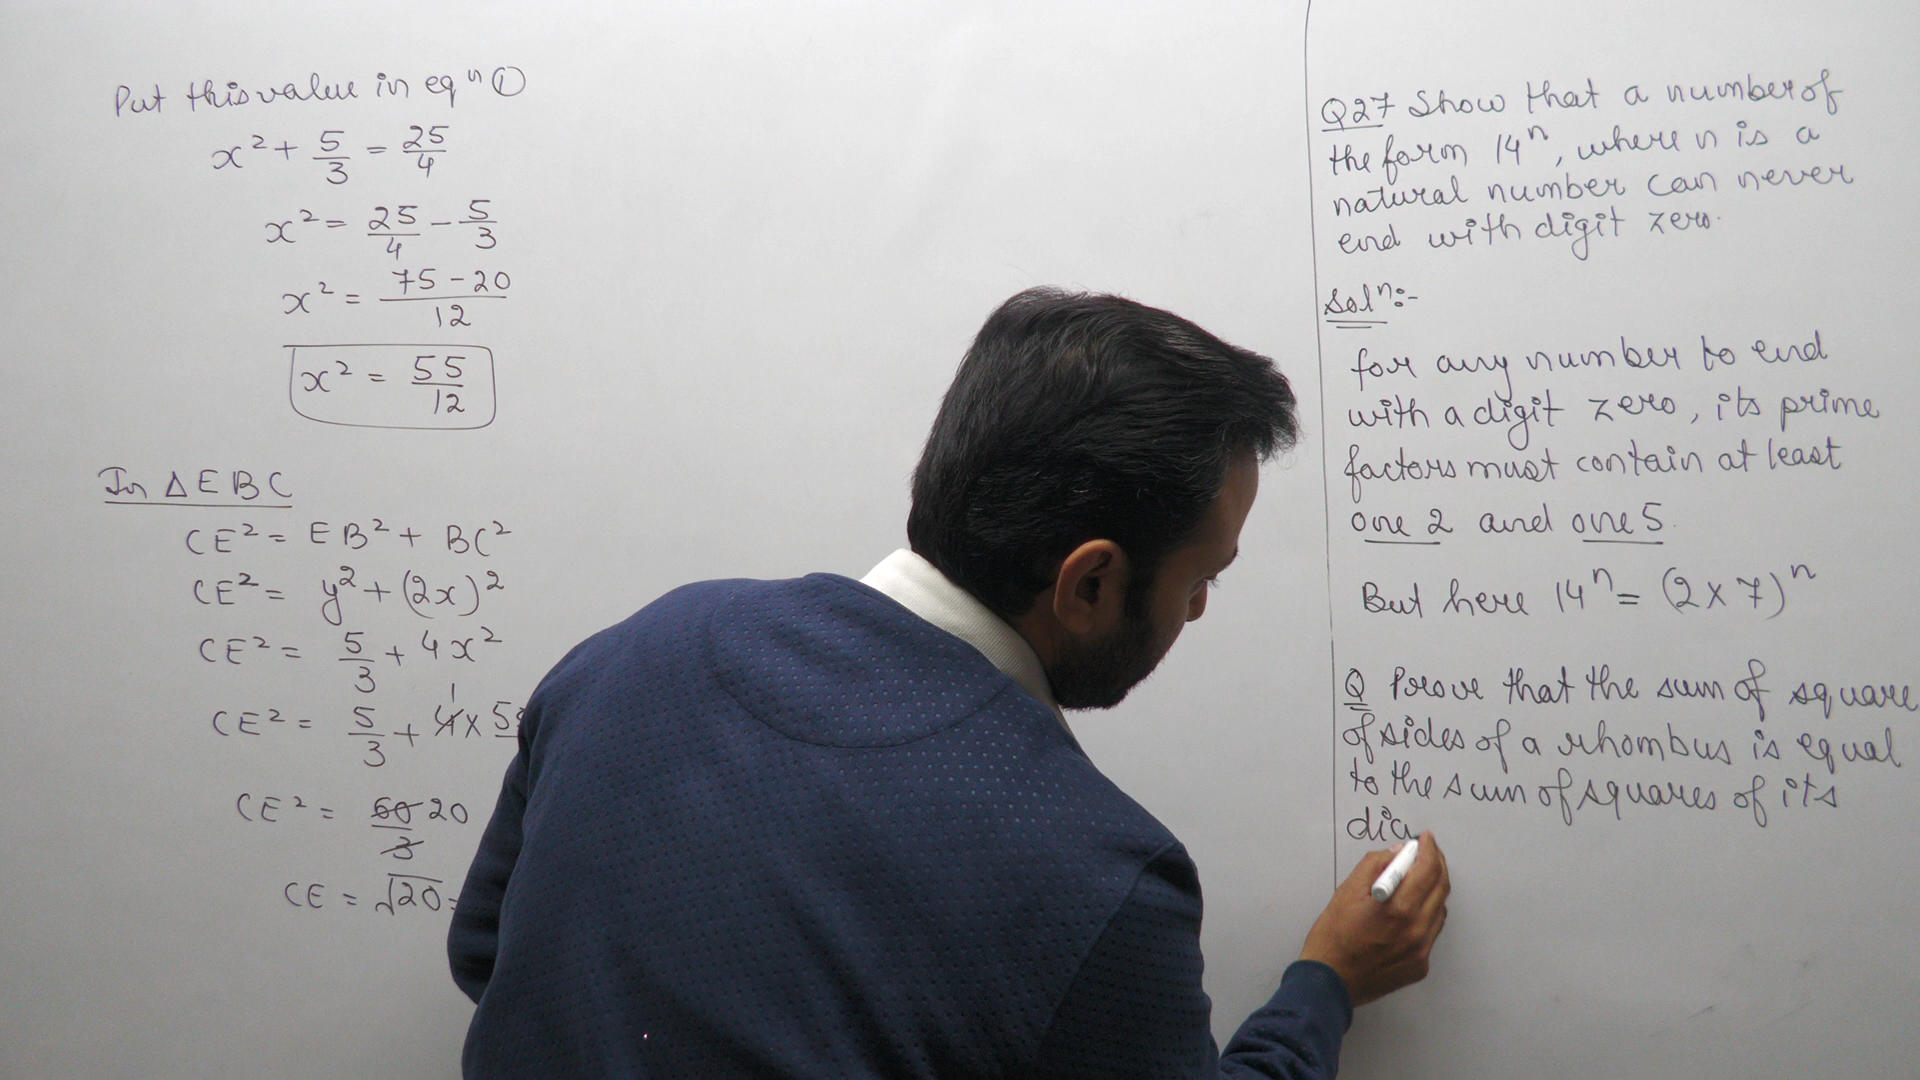 Put this value in eqⁿ ①
x² + 5/3 = 25/4
x² = 25/4 - 5/3
x² = 75 - 20/12
x² = 55/12
In △ EBC
CE² = EB² + BC²
CE² = y² + (2x)²
CE² = 5/3 + 4x²
1
CE² = 5/3 + 4 x 5
CE² = 60/3 20
CE = √20 =
Q27 Show that a number of
the form 14ⁿ, where n is a
natural number can never
end with digit zero.
Solⁿ:-
for any number to end
with a digit zero, its prime
factors must contain at least
one 2 and one 5.
But here 14ⁿ = (2 x 7)ⁿ
Q Prove that the sum of square
of sides of a rhombus is equal
to the sum of squares of its
dia